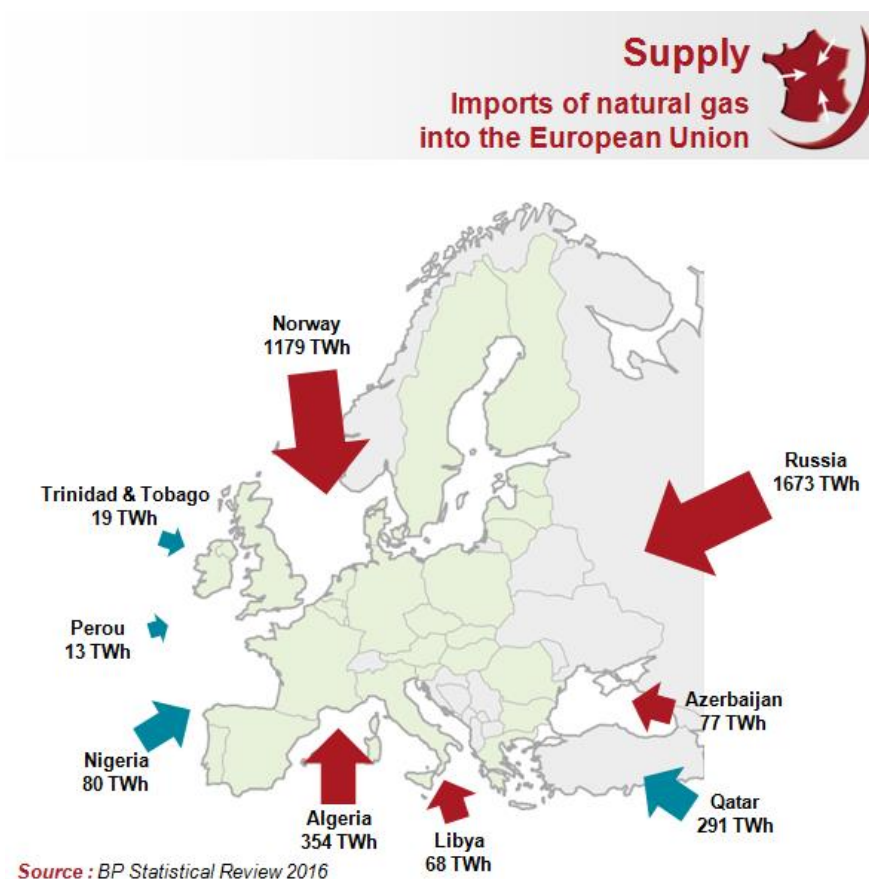 Supply
Imports of natural gas
into the European Union
Norway
1179 TWh
Russia
1673 TWh
Trinidad & Tobago
19 TWh
Perou
13 TWh
Azerbaijan
77 TWh
Nigeria
80 TWh
Qatar
291 TWh
Algeria
354 TWh
Libya
68 TWh
Source : BP Statistical Review 2016